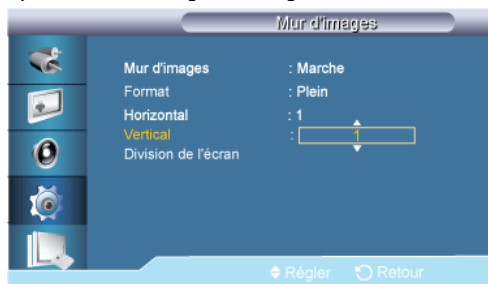 Mur d'images
Mur d'images : Marche
Format : Plein
Horizontal : 1
Vertical : 1
Division de l'écran
Régler Retour